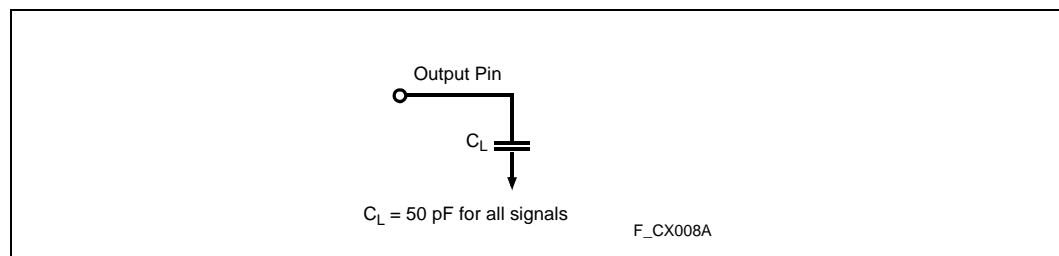 Output Pin
CL
CL = 50 pF for all signals
F_CX008A